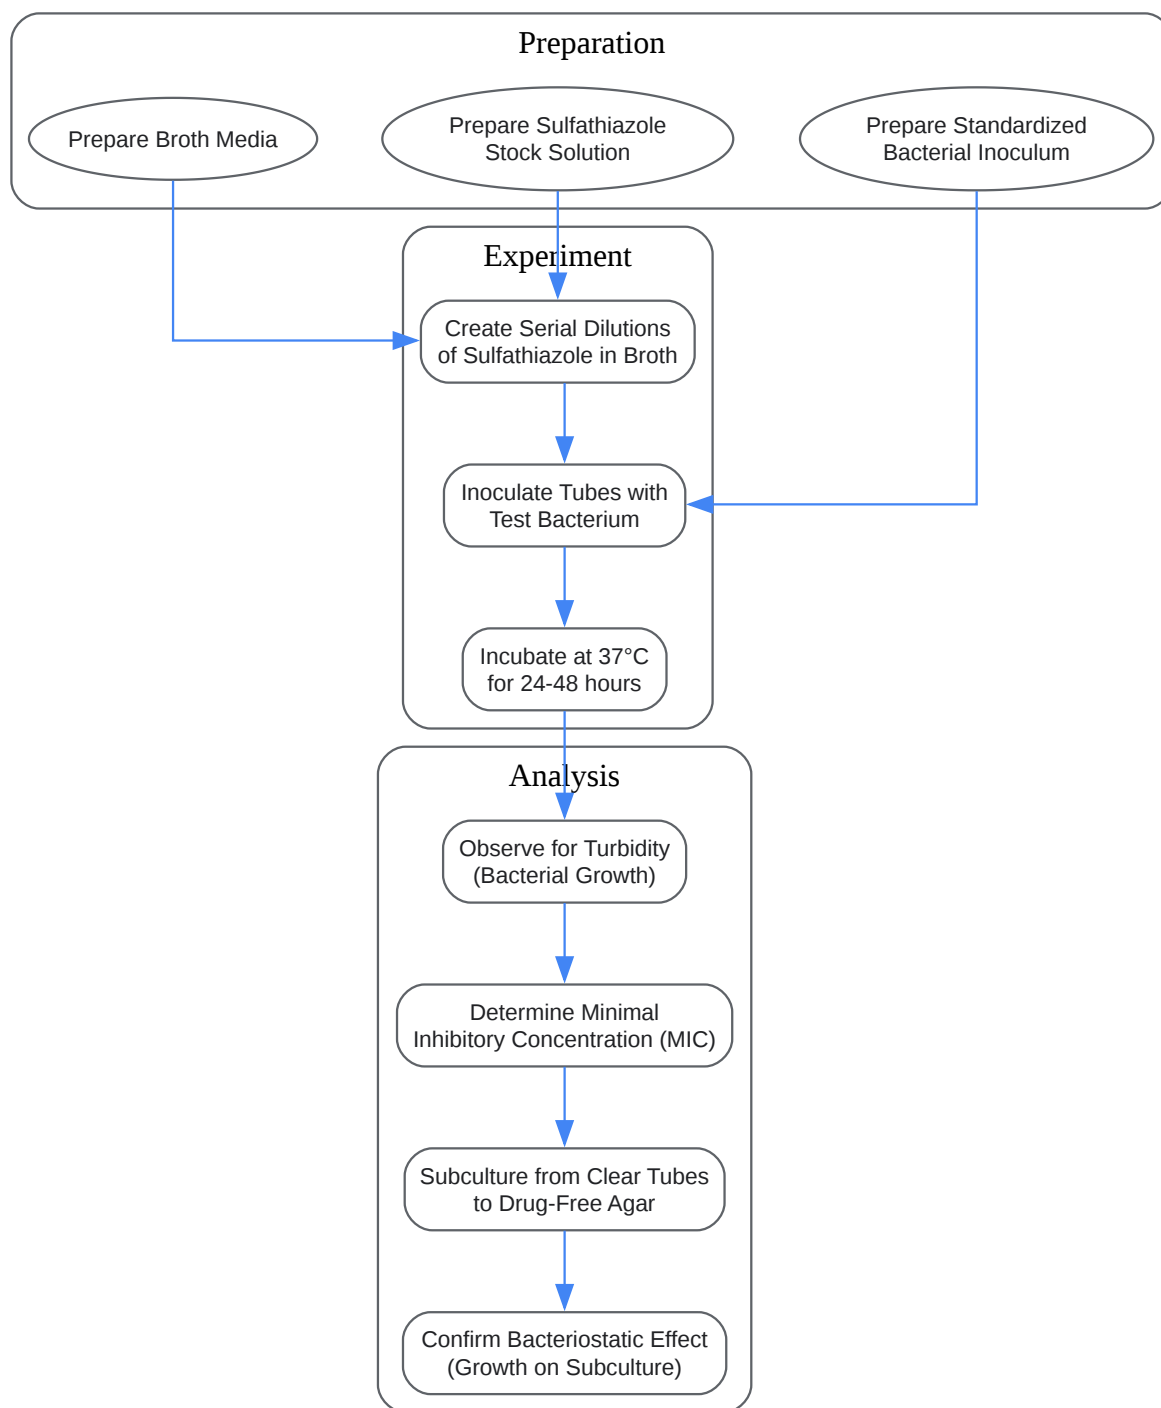 Preparation
Prepare Broth Media
Prepare Sulfathiazole
Stock Solution
Prepare Standardized
Bacterial Inoculum
Experiment
Create Serial Dilutions
of Sulfathiazole in Broth
Inoculate Tubes with
Test Bacterium
Incubate at 37°C
for 24-48 hours
Analysis
Observe for Turbidity
(Bacterial Growth)
Determine Minimal
Inhibitory Concentration (MIC)
Subculture from Clear Tubes
to Drug-Free Agar
Confirm Bacteriostatic Effect
(Growth on Subculture)